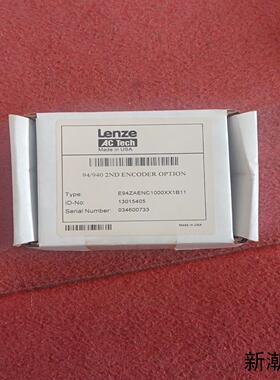 Lenze
AC Tech
Made in USA
94/940 2ND ENCODER OPTION
Type: E94ZAENC1000XX1B11
ID-No: 13015405
Serial Number: 034600733
Made in USA
新潮